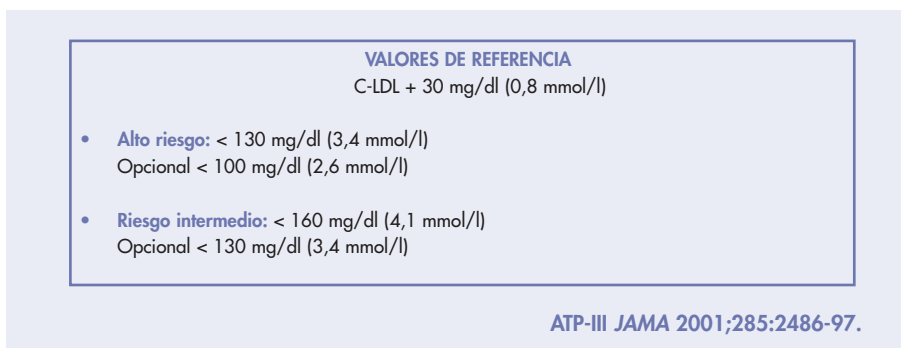 VALORES DE REFERENCIA
C-LDL + 30 mg/dl (0,8 mmol/l)
• Alto riesgo: < 130 mg/dl (3,4 mmol/l)
Opcional < 100 mg/dl (2,6 mmol/l)
• Riesgo intermedio: < 160 mg/dl (4,1 mmol/l)
Opcional < 130 mg/dl (3,4 mmol/l)
ATP-III JAMA 2001;285:2486-97.